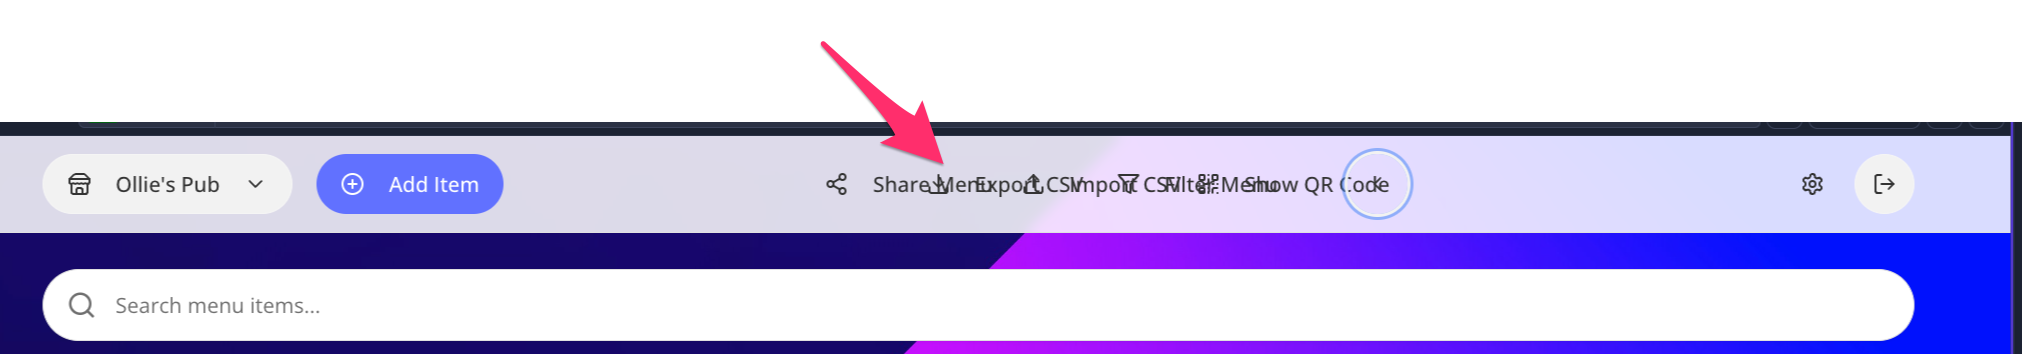 Ollie's Pub
Add Item
Share Menu Export CSV Import CSV Filter Menu Show QR Code
Search menu items...